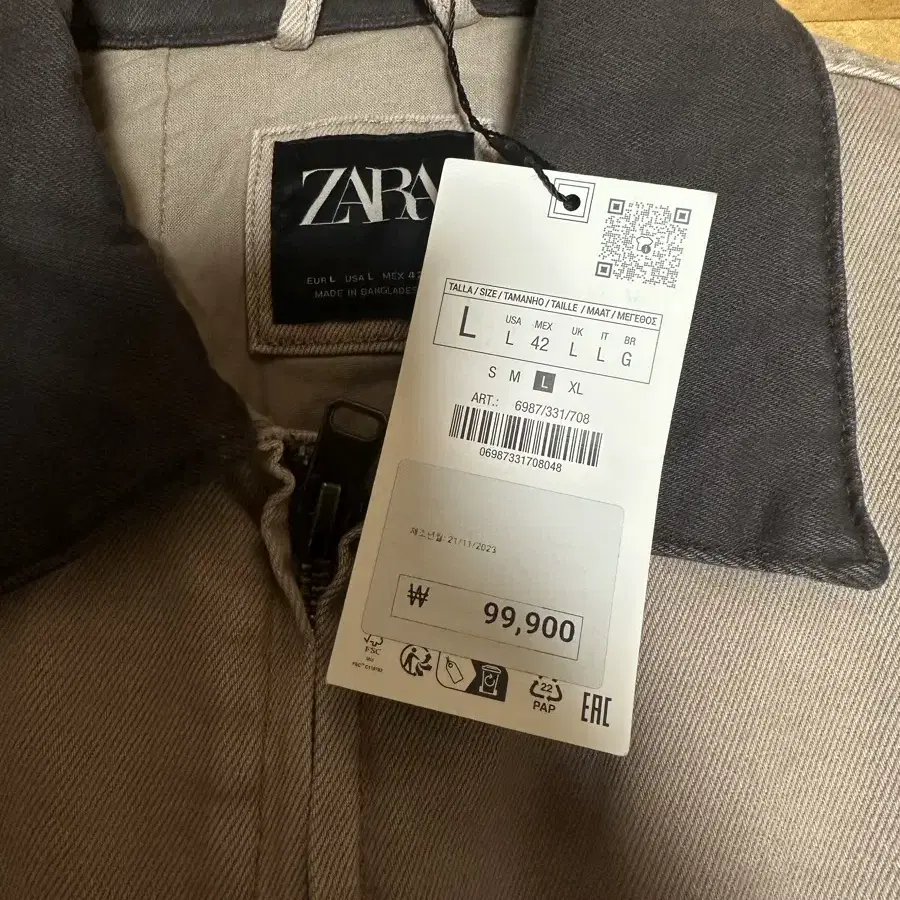 ZARA
EUR L USA L MEX 42
MADE IN BANGLADES
TALLA / SIZE / TAMANHO / TAILLE / MAAT / ΜΕΓΕΘΟΣ
L USA L MEX 42 UK L IT L BR G
S M L XL
ART.: 6987/331/708
06987331708048
제조년월: 21/11/2023
₩ 99,900
FSC
22
PAP
EAC